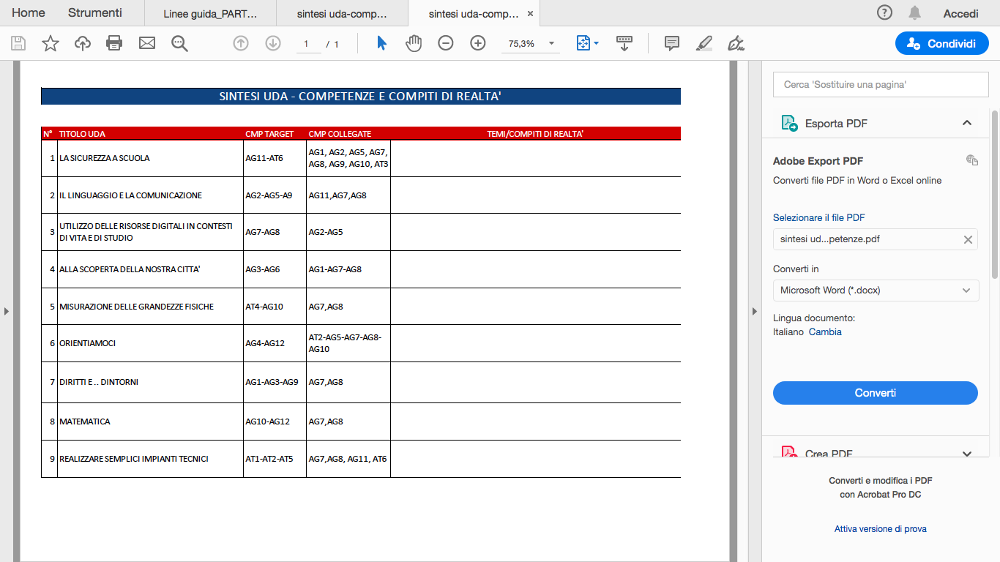 Home Strumenti Linee guida_PART... sintesi uda-comp... sintesi uda-comp... ×
? Accedi
1 / 1 75,3% Condividi
SINTESI UDA - COMPETENZE E COMPITI DI REALTA'
N° TITOLO UDA CMP TARGET CMP COLLEGATE TEMI/COMPITI DI REALTA'
1 LA SICUREZZA A SCUOLA AG11-AT6 AG1, AG2, AG5, AG7,
AG8, AG9, AG10, AT3
2 IL LINGUAGGIO E LA COMUNICAZIONE AG2-AG5-A9 AG11,AG7,AG8
3 UTILIZZO DELLE RISORSE DIGITALI IN CONTESTI
DI VITA E DI STUDIO AG7-AG8 AG2-AG5
4 ALLA SCOPERTA DELLA NOSTRA CITTA' AG3-AG6 AG1-AG7-AG8
5 MISURAZIONE DELLE GRANDEZZE FISICHE AT4-AG10 AG7,AG8
6 ORIENTIAMOCI AG4-AG12 AT2-AG5-AG7-AG8-
AG10
7 DIRITTI E .. DINTORNI AG1-AG3-AG9 AG7,AG8
8 MATEMATICA AG10-AG12 AG7,AG8
9 REALIZZARE SEMPLICI IMPIANTI TECNICI AT1-AT2-AT5 AG7,AG8, AG11, AT6
Cerca 'Sostituire una pagina'
Esporta PDF
Adobe Export PDF
Converti file PDF in Word o Excel online
Selezionare il file PDF
sintesi ud...petenze.pdf
Converti in
Microsoft Word (*.docx)
Lingua documento:
Italiano Cambia
Converti
Crea PDF
Converti e modifica i PDF
con Acrobat Pro DC
Attiva versione di prova